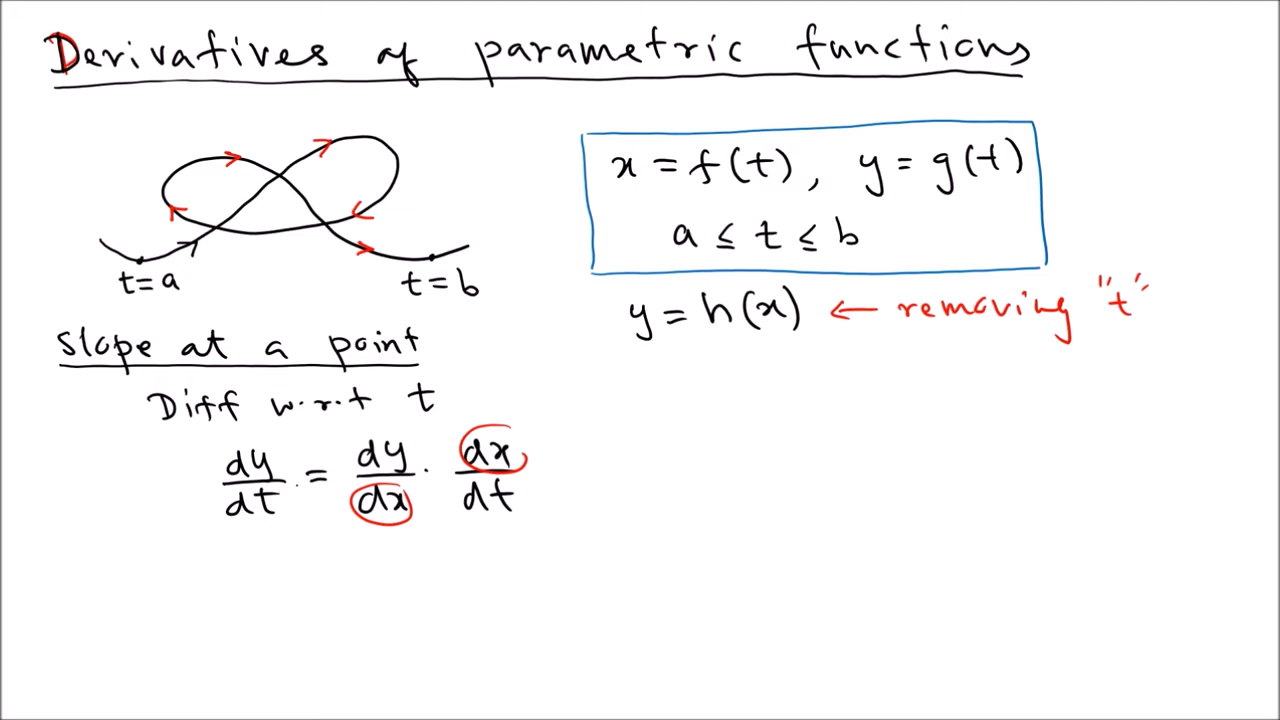 Derivatives of parametric functions
x = f(t), y = g(t)
a ≤ t ≤ b
t=a
t=b
y = h(x) ← removing "t"
Slope at a point
Diff w.r.t t
dy/dt = dy/dx · dx/dt